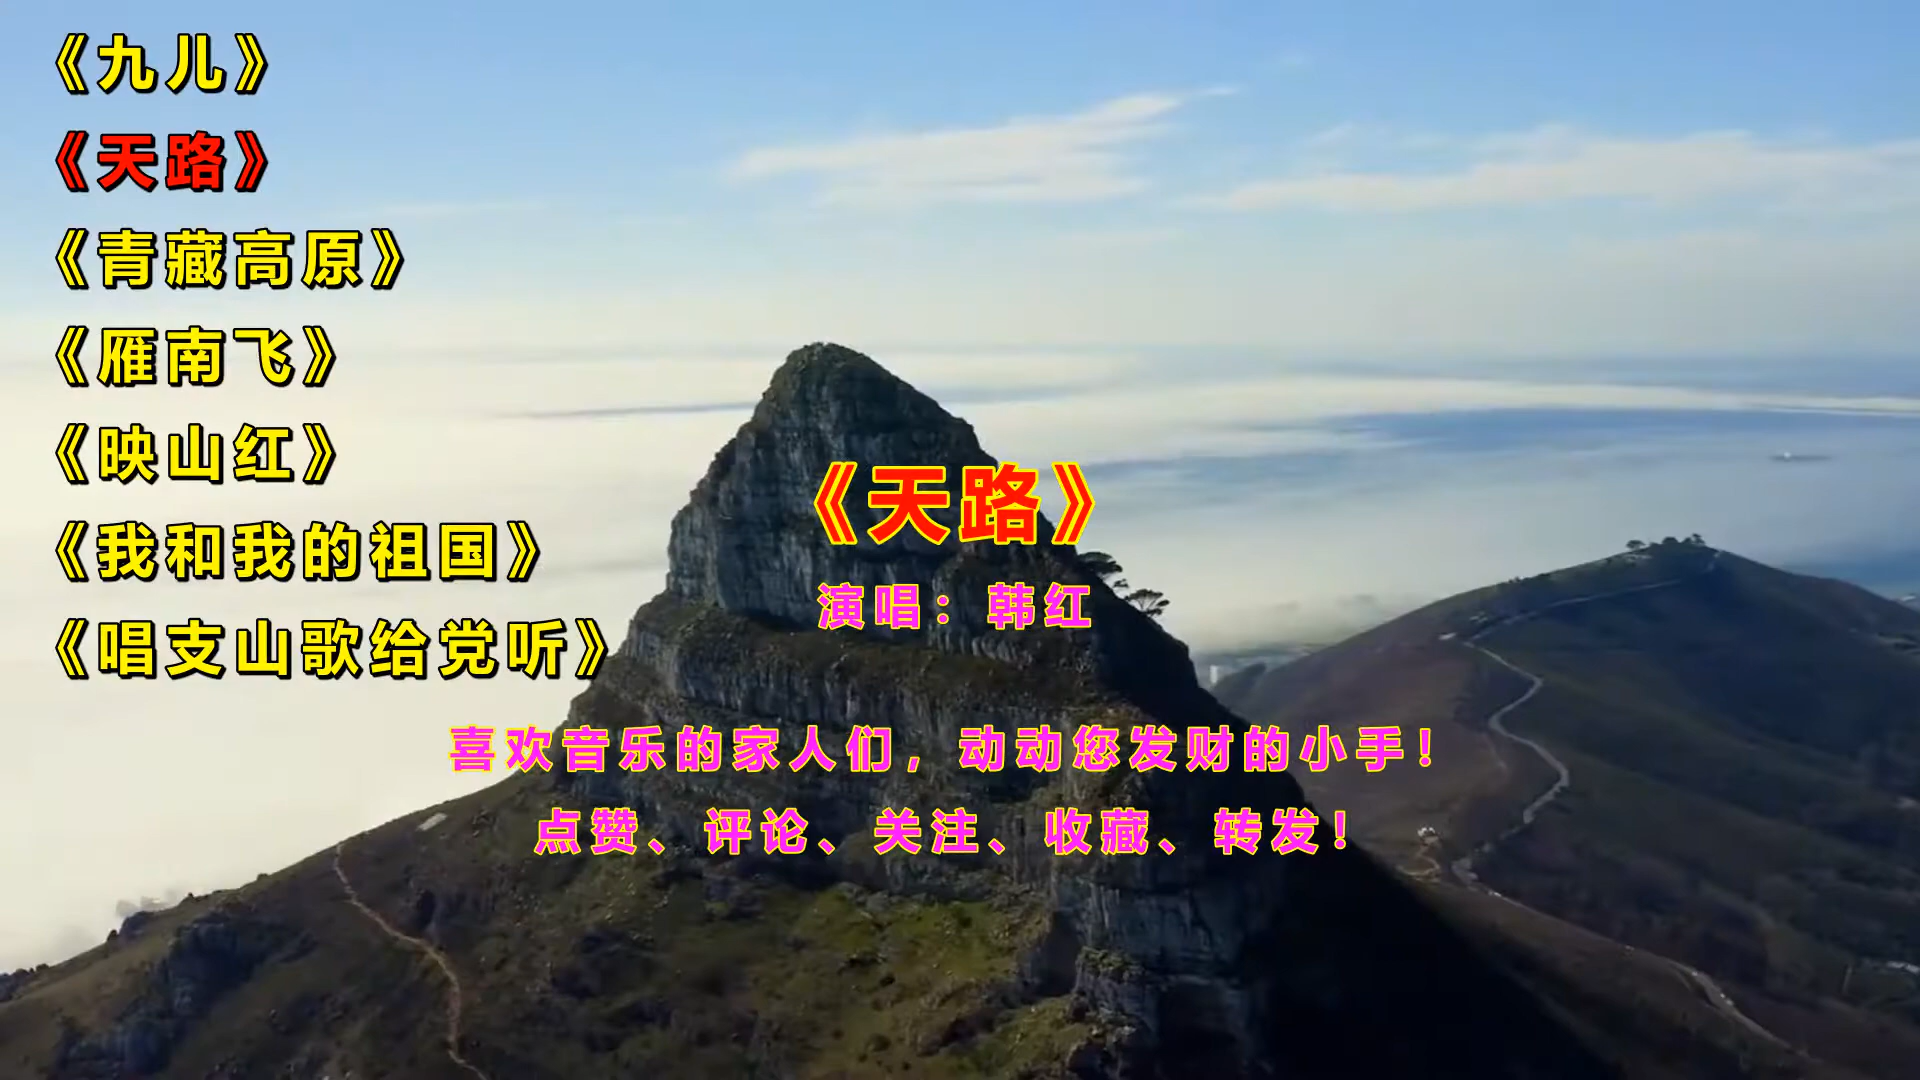 《九儿》
《天路》
《青藏高原》
《雁南飞》
《映山红》
《我和我的祖国》
《唱支山歌给党听》
《天路》
演唱：韩红
喜欢音乐的家人们，动动您发财的小手！
点赞、评论、关注、收藏、转发！